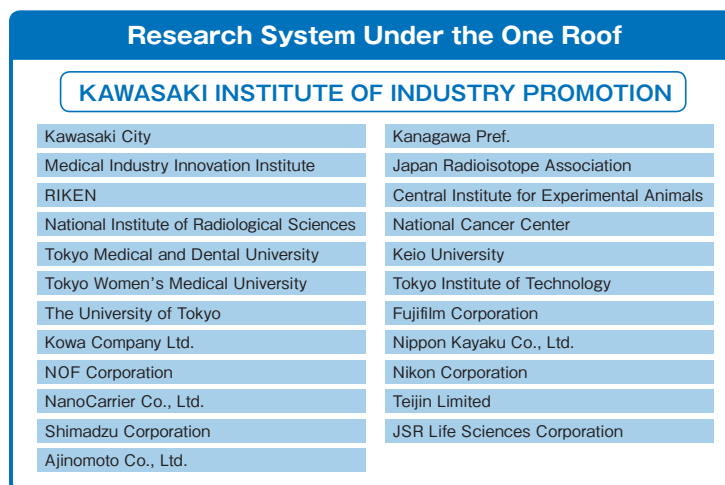 Research System Under the One Roof
KAWASAKI INSTITUTE OF INDUSTRY PROMOTION
Kawasaki City
Medical Industry Innovation Institute
RIKEN
National Institute of Radiological Sciences
Tokyo Medical and Dental University
Tokyo Women's Medical University
The University of Tokyo
Kowa Company Ltd.
NOF Corporation
NanoCarrier Co., Ltd.
Shimadzu Corporation
Ajinomoto Co., Ltd.
Kanagawa Pref.
Japan Radioisotope Association
Central Institute for Experimental Animals
National Cancer Center
Keio University
Tokyo Institute of Technology
Fujifilm Corporation
Nippon Kayaku Co., Ltd.
Nikon Corporation
Teijin Limited
JSR Life Sciences Corporation